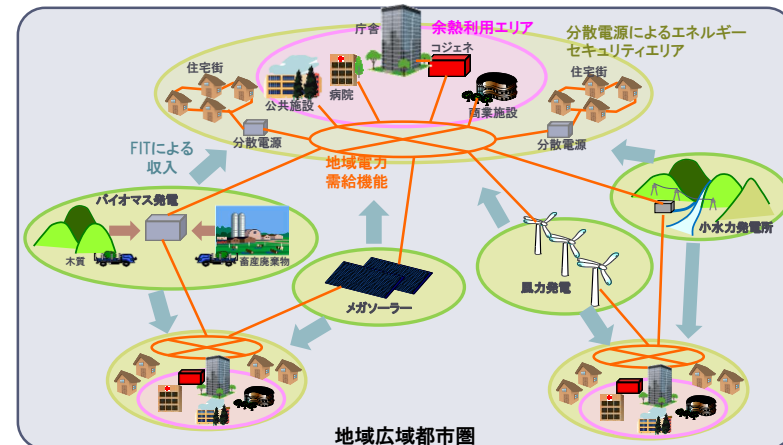 庁舎
余熱利用エリア
分散電源によるエネルギー
セキュリティエリア
コジェネ
住宅街
住宅街
病院
公共施設
商業施設
分散電源
分散電源
FITによる
収入
地域電力
需給機能
バイオマス発電
木質
畜産廃棄物
小水力発電所
メガソーラー
風力発電
地域広域都市圏